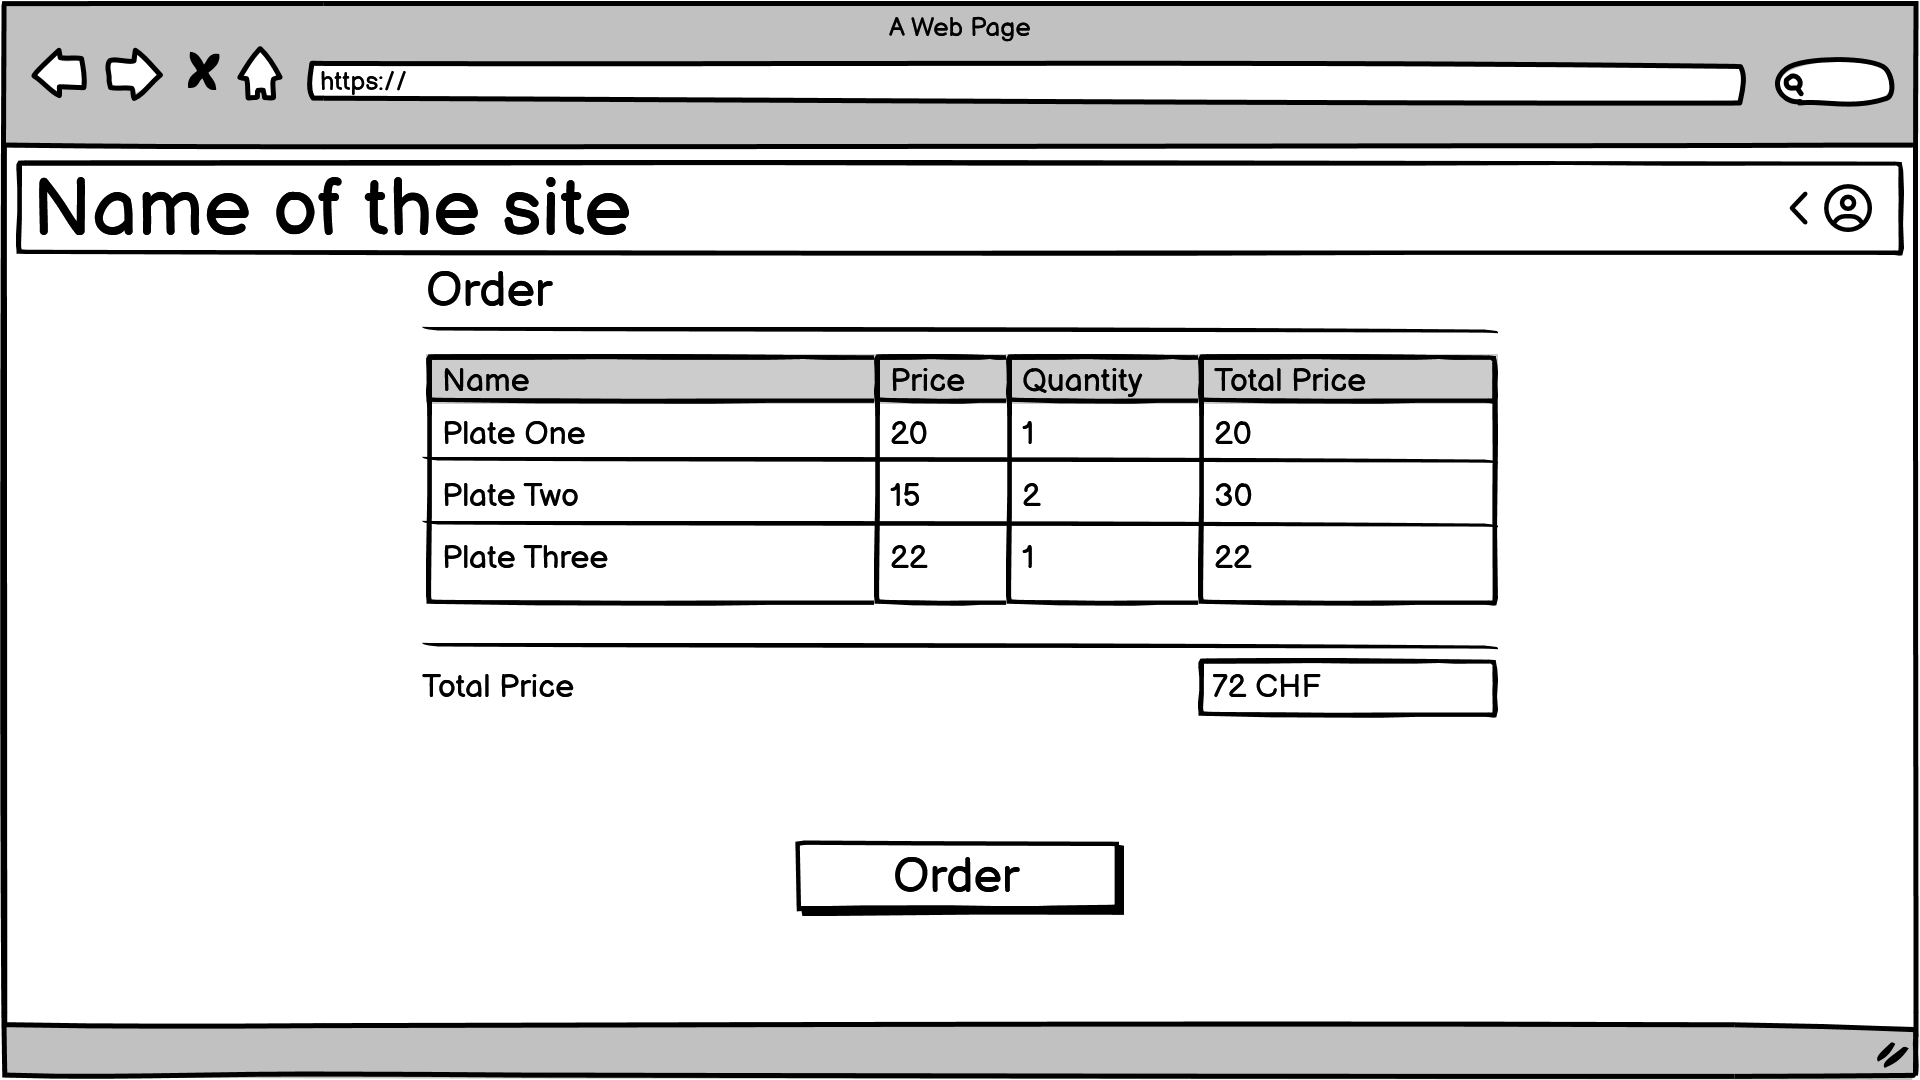 A Web Page
https://
Name of the site
Order
Name Price Quantity Total Price
Plate One 20 1 20
Plate Two 15 2 30
Plate Three 22 1 22
Total Price 72 CHF
Order